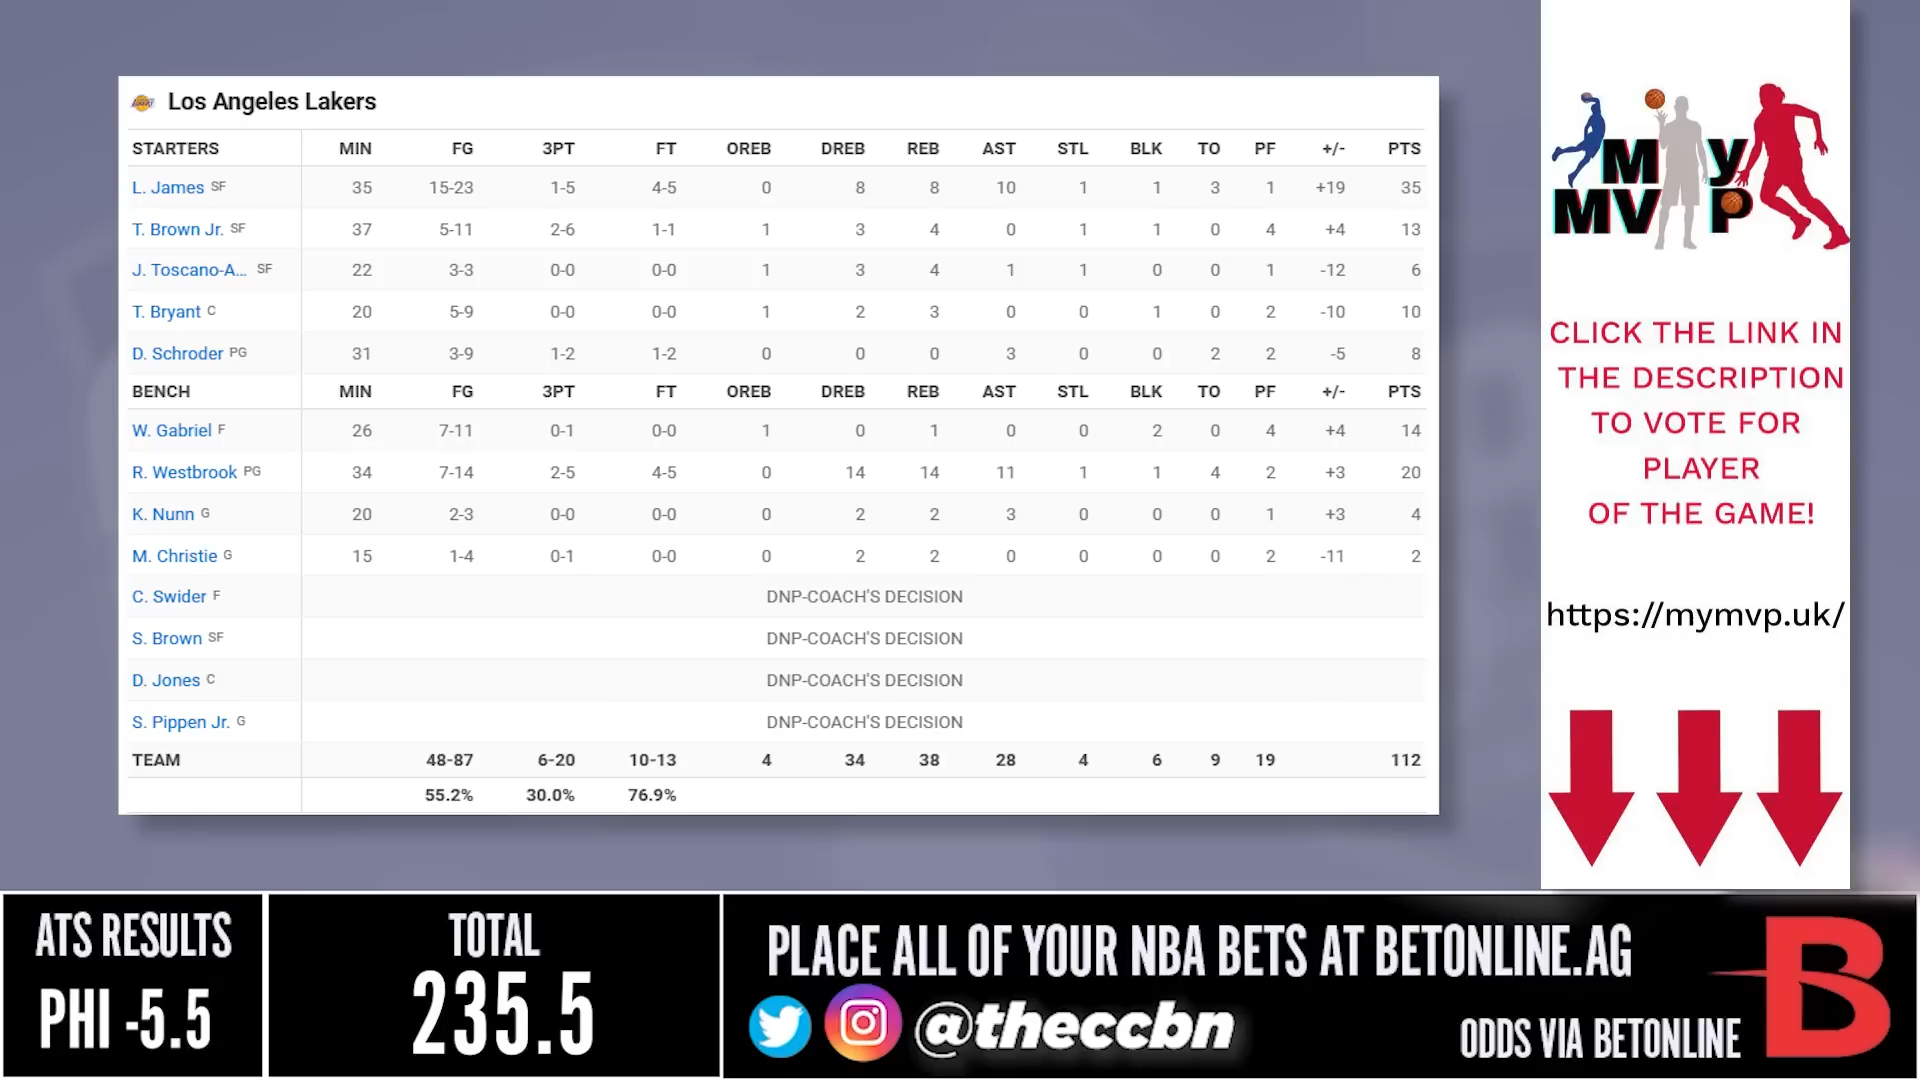 Los Angeles Lakers
STARTERS MIN FG 3PT FT OREB DREB REB AST STL BLK TO PF +/- PTS
L. James SF 35 15-23 1-5 4-5 0 8 8 10 1 1 3 1 +19 35
T. Brown Jr. SF 37 5-11 2-6 1-1 1 3 4 0 1 1 0 4 +4 13
J. Toscano-A... SF 22 3-3 0-0 0-0 1 3 4 1 1 0 0 1 -12 6
T. Bryant C 20 5-9 0-0 0-0 1 2 3 0 0 1 0 2 -10 10
D. Schroder PG 31 3-9 1-2 1-2 0 0 0 3 0 0 2 2 -5 8
BENCH MIN FG 3PT FT OREB DREB REB AST STL BLK TO PF +/- PTS
W. Gabriel F 26 7-11 0-1 0-0 1 0 1 0 0 2 0 4 +4 14
R. Westbrook PG 34 7-14 2-5 4-5 0 14 14 11 1 1 4 2 +3 20
K. Nunn G 20 2-3 0-0 0-0 0 2 2 3 0 0 0 1 +3 4
M. Christie G 15 1-4 0-1 0-0 0 2 2 0 0 0 0 2 -11 2
C. Swider F DNP-COACH'S DECISION
S. Brown SF DNP-COACH'S DECISION
D. Jones C DNP-COACH'S DECISION
S. Pippen Jr. G DNP-COACH'S DECISION
TEAM 48-87 6-20 10-13 4 34 38 28 4 6 9 19 112
55.2% 30.0% 76.9%
My
MVP
CLICK THE LINK IN
THE DESCRIPTION
TO VOTE FOR
PLAYER
OF THE GAME!
https://mymvp.uk/
ATS RESULTS
PHI -5.5
TOTAL
235.5
PLACE ALL OF YOUR NBA BETS AT BETONLINE.AG
@theccbn
ODDS VIA BETONLINE
B